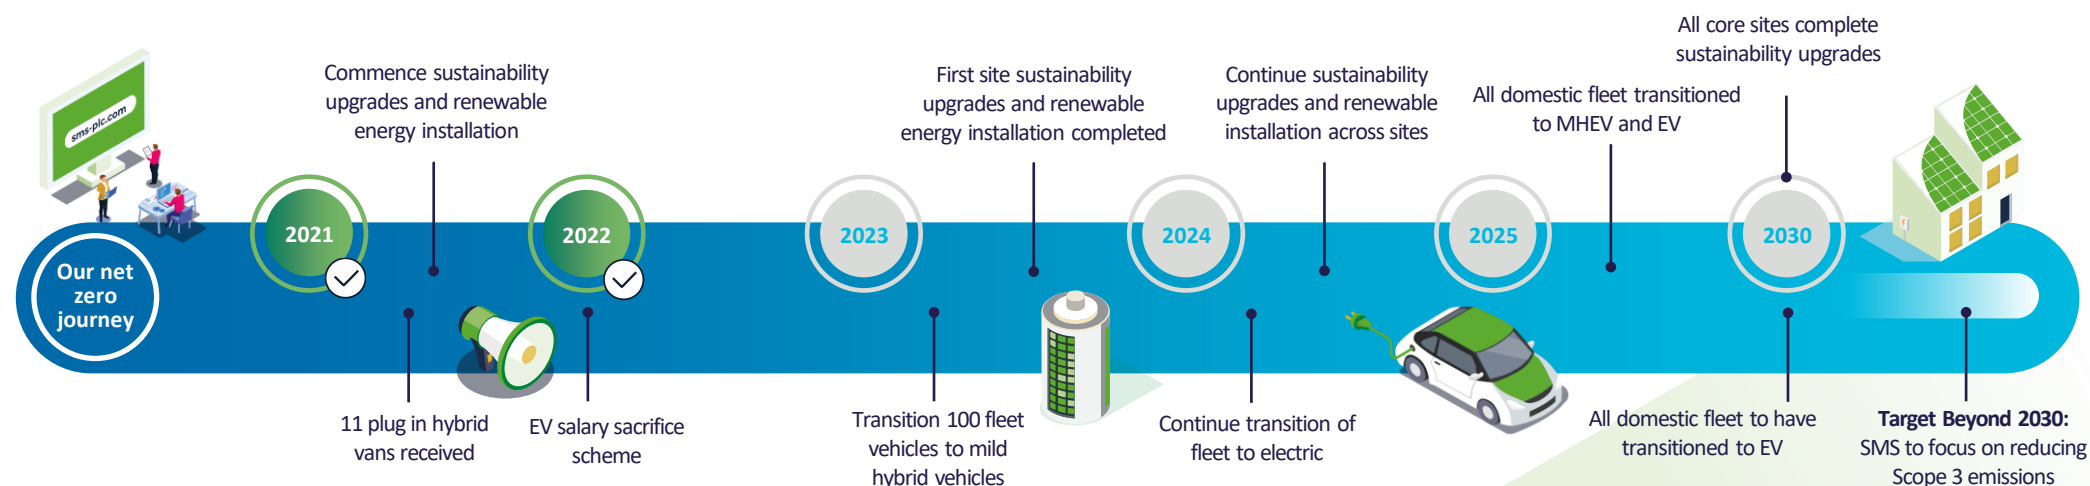 sms-plc.com
Our net
zero
journey
2021
Commence sustainability
upgrades and renewable
energy installation
11 plug in hybrid
vans received
2022
EV salary sacrifice
scheme
2023
Transition 100 fleet
vehicles to mild
hybrid vehicles
First site sustainability
upgrades and renewable
energy installation completed
2024
Continue transition of
fleet to electric
Continue sustainability
upgrades and renewable
installation across sites
2025
All domestic fleet transitioned
to MHEV and EV
All core sites complete
sustainability upgrades
2030
All domestic fleet to have
transitioned to EV
Target Beyond 2030:
SMS to focus on reducing
Scope 3 emissions